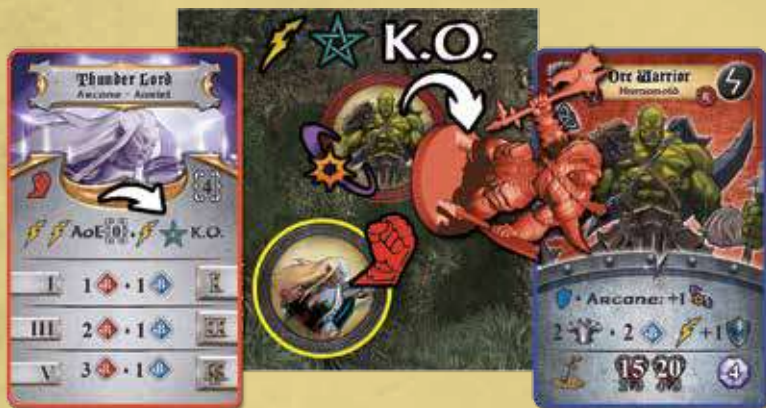 K.O.
Thunder Lord
Arcane - Amulet
4
AoE 0 · K.O.
I 1 · 1 I
III 2 · 1
V 3 · 1
Orc Warrior
Humanoid
· Arcane: +1
2 · 2 +1
15 20
4